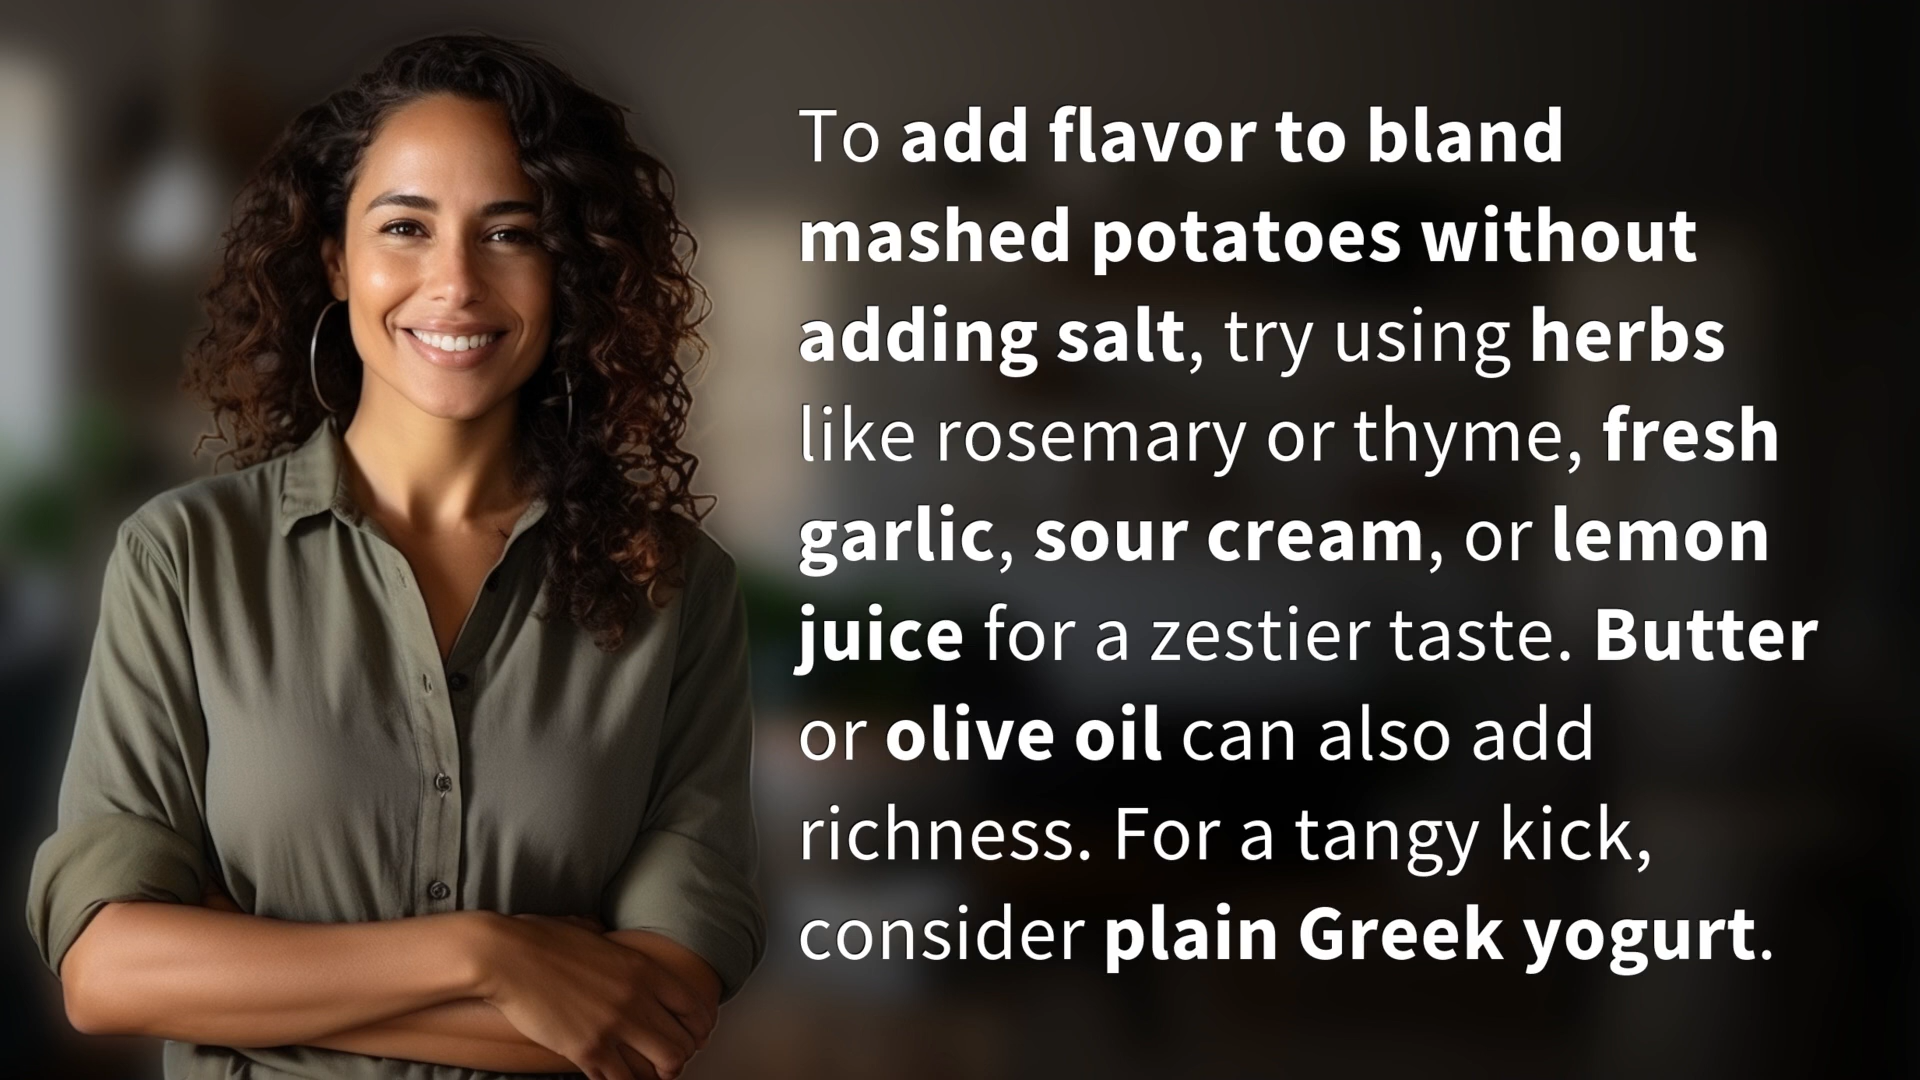 To add flavor to bland
mashed potatoes without
adding salt, try using herbs
like rosemary or thyme, fresh
garlic, sour cream, or lemon
juice for a zestier taste. Butter
or olive oil can also add
richness. For a tangy kick,
consider plain Greek yogurt.